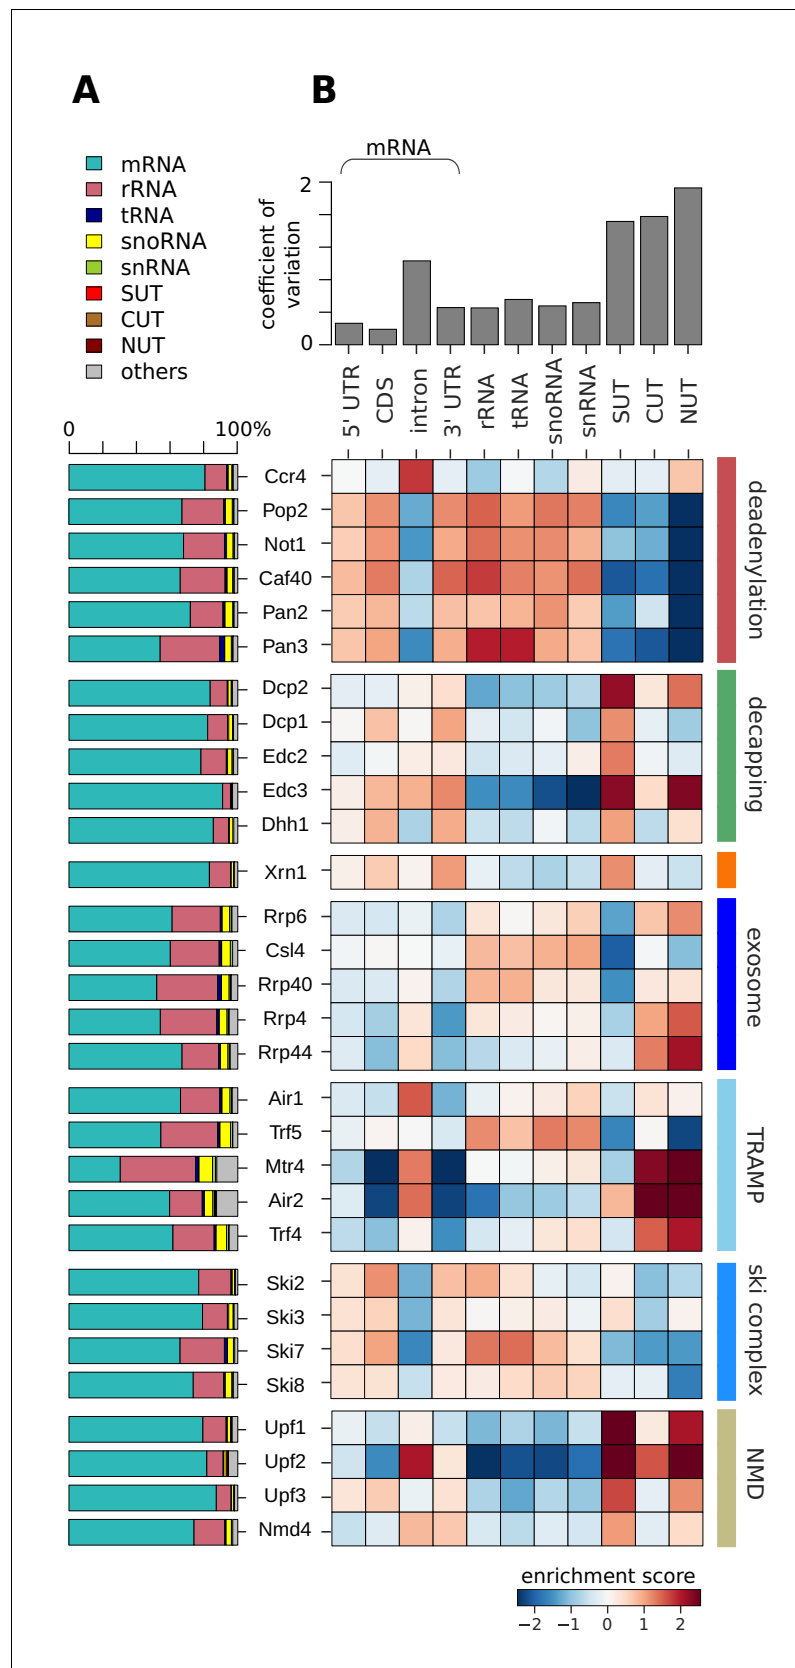 A
B
mRNA
rRNA
tRNA
snoRNA
snRNA
SUT
CUT
NUT
others
0
100%
mRNA
coefficient of
variation
2
0
5' UTR
CDS
intron
3' UTR
rRNA
tRNA
snoRNA
snRNA
SUT
CUT
NUT
Ccr4
Pop2
Not1
Caf40
Pan2
Pan3
deadenylation
Dcp2
Dcp1
Edc2
Edc3
Dhh1
decapping
Xrn1
Rrp6
Csl4
Rrp40
Rrp4
Rrp44
exosome
Air1
Trf5
Mtr4
Air2
Trf4
TRAMP
Ski2
Ski3
Ski7
Ski8
ski complex
Upf1
Upf2
Upf3
Nmd4
NMD
enrichment score
−2 −1 0 1 2